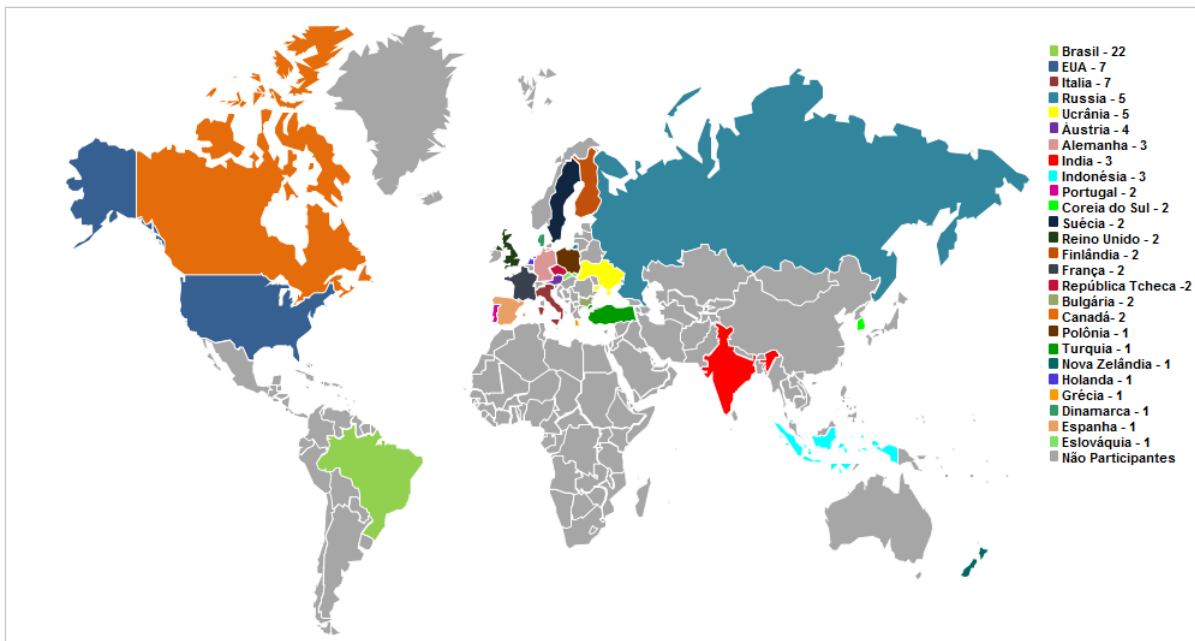 Brasil - 22
EUA - 7
Italia - 7
Russia - 5
Ucrânia - 5
Áustria - 4
Alemanha - 3
India - 3
Indonésia - 3
Portugal - 2
Coreia do Sul - 2
Suécia - 2
Reino Unido - 2
Finlândia - 2
França - 2
República Tcheca -2
Bulgária - 2
Canadá- 2
Polônia - 1
Turquia - 1
Nova Zelândia - 1
Holanda - 1
Grécia - 1
Dinamarca - 1
Espanha - 1
Eslováquia - 1
Não Participantes